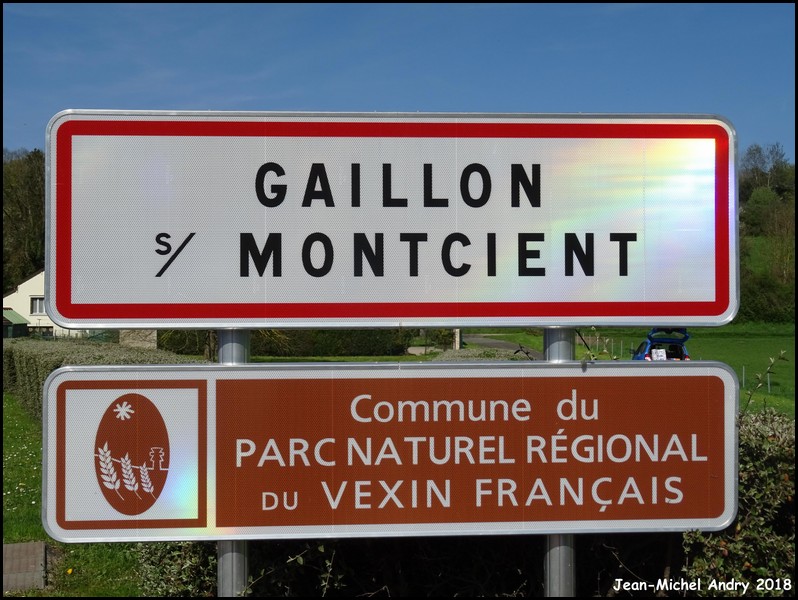 GAILLON
S/ MONTCIENT
Commune du
PARC NATUREL RÉGIONAL
DU VEXIN FRANÇAIS
Jean-Michel Andry 2018